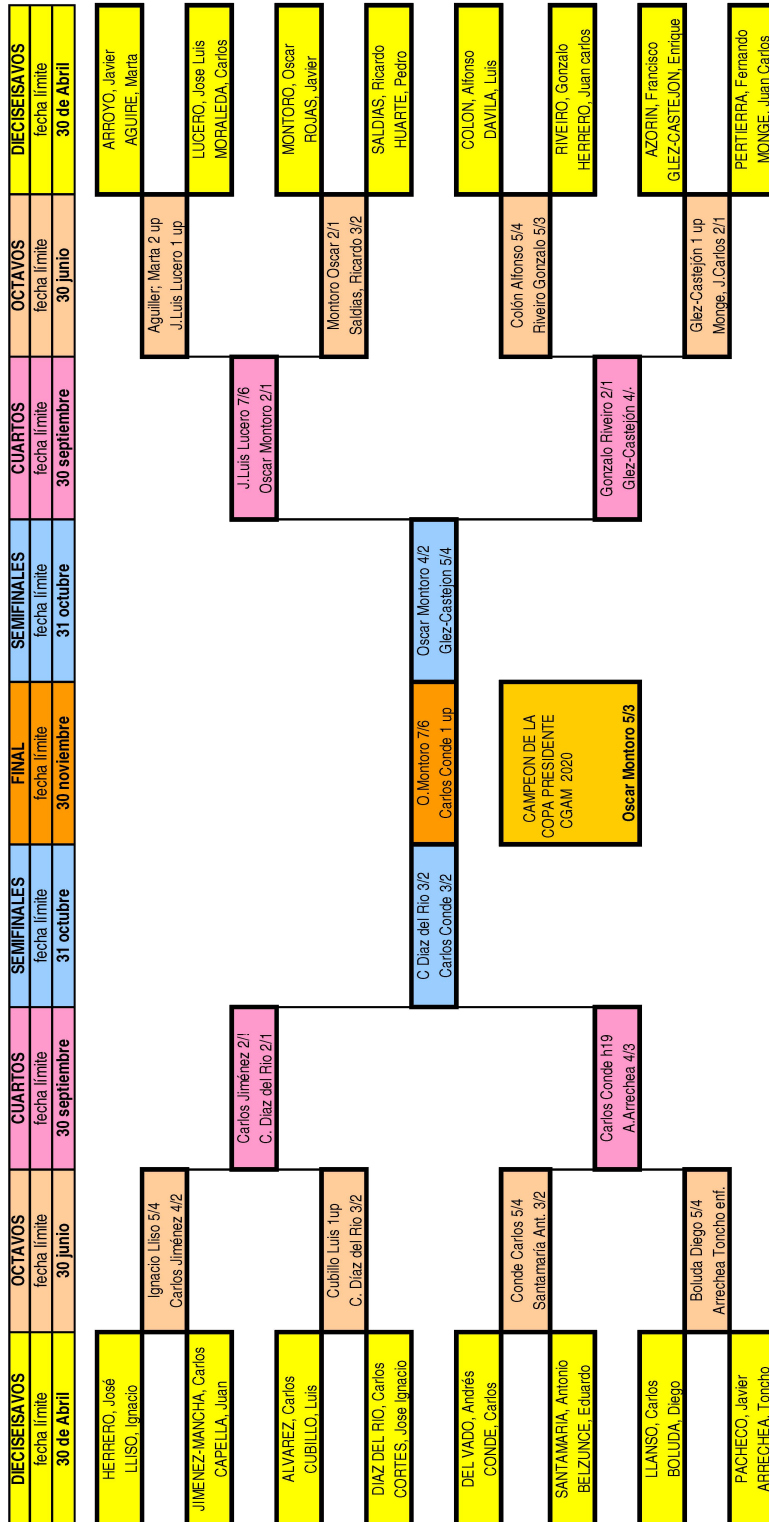 DIECISEISAVOS
fecha límite
30 de Abril
OCTAVOS
fecha límite
30 junio
CUARTOS
fecha límite
30 septiembre
SEMIFINALES
fecha límite
31 octubre
FINAL
fecha límite
30 noviembre
SEMIFINALES
fecha límite
31 octubre
CUARTOS
fecha límite
30 septiembre
OCTAVOS
fecha límite
30 junio
DIECISEISAVOS
fecha límite
30 de Abril
HERRERO, José
LLISO, Ignacio
JIMENEZ-MANCHA, Carlos
CAPELLA, Juan
ALVAREZ, Carlos
CUBILLO, Luis
DIAZ DEL RIO, Carlos
CORTES, Jose Ignacio
DEL VADO, Andrés
CONDE, Carlos
SANTAMARIA, Antonio
BELZUNCE, Eduardo
LLANSO, Carlos
BOLUDA, Diego
PACHECO, Javier
ARRECHEA, Toncho
Ignacio Lliso 5/4
Carlos Jiménez 4/2
Cubillo Luis 1up
C. Díaz del Rio 3/2
Conde Carlos 5/4
Santamaría Ant. 3/2
Boluda Diego 5/4
Arrechea Toncho enf.
Carlos Jiménez 2/!
C. Diaz del Rio 2/1
Carlos Conde h19
A.Arrechea 4/3
C Diaz del Rio 3/2
Carlos Conde 3/2
O.Montoro 7/6
Carlos Conde 1 up
CAMPEON DE LA
COPA PRESIDENTE
CGAM 2020
Oscar Montoro 5/3
Oscar Montoro 4/2
Glez-Castejon 5/4
J.Luis Lucero 7/6
Oscar Montoro 2/1
Gonzalo Riveiro 2/1
Glez-Castejón 4/·
Aguiller; Marta 2 up
J.Luis Lucero 1 up
Montoro Oscar 2/1
Saldias, Ricardo 3/2
Colón Alfonso 5/4
Riveiro Gonzalo 5/3
Glez-Castejón 1 up
Monge, J.Carlos 2/1
ARROYO, Javier
AGUIRE, Marta
LUCERO, Jose Luis
MORALEDA, Carlos
MONTORO, Oscar
ROJAS, Javier
SALDIAS, Ricardo
HUARTE, Pedro
COLON, Alfonso
DAVILA, Luis
RIVEIRO, Gonzalo
HERRERO, Juan carlos
AZORIN, Francisco
GLEZ-CASTEJON, Enrique
PERTIERRA, Fernando
MONGE, Juan Carlos